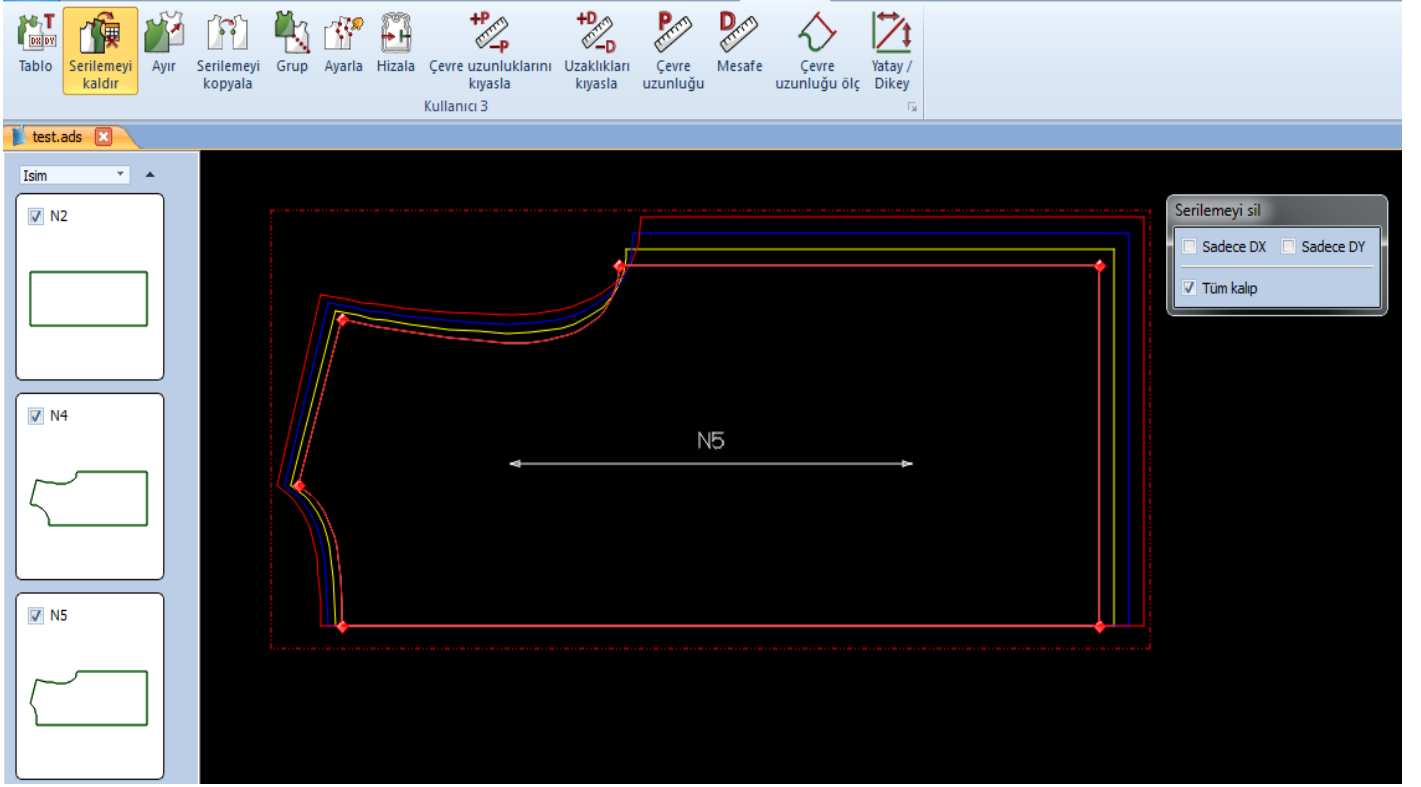 +P
+D
P
D
T
DX DY
-P
-D
Tablo
Serilemeyi
kaldır
Ayır
Serilemeyi
kopyala
Grup
Ayarla
Hizala
Çevre uzunluklarını
kıyasla
Uzaklıkları
kıyasla
Çevre
uzunluğu
Mesafe
Çevre
uzunluğu ölç
Yatay /
Dikey
Kullanıcı 3
test.ads
Isim
N2
N4
N5
N5
Serilemeyi sil
Sadece DX
Sadece DY
Tüm kalıp